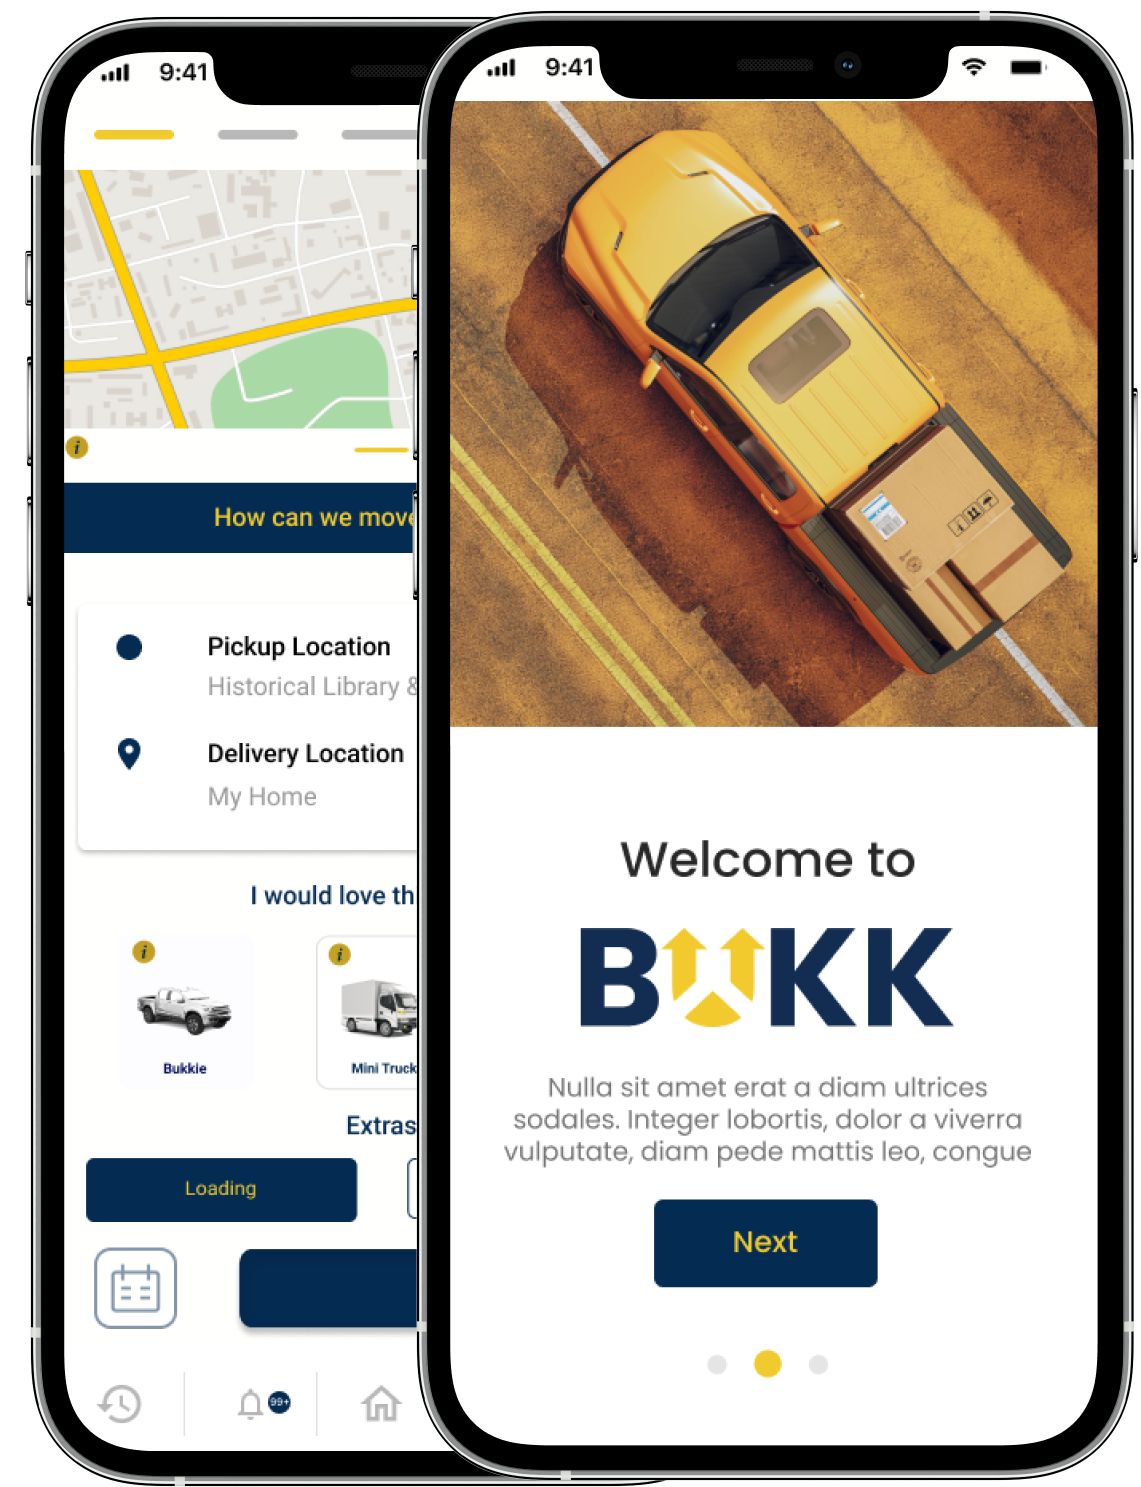 9:41
How can we move
Pickup Location
Historical Library &
Delivery Location
My Home
I would love th
Bukkie
Mini Truck
Extras
Loading
99+
9:41
Welcome to
BUKK
Nulla sit amet erat a diam ultrices
sodales. Integer lobortis, dolor a viverra
vulputate, diam pede mattis leo, congue
Next